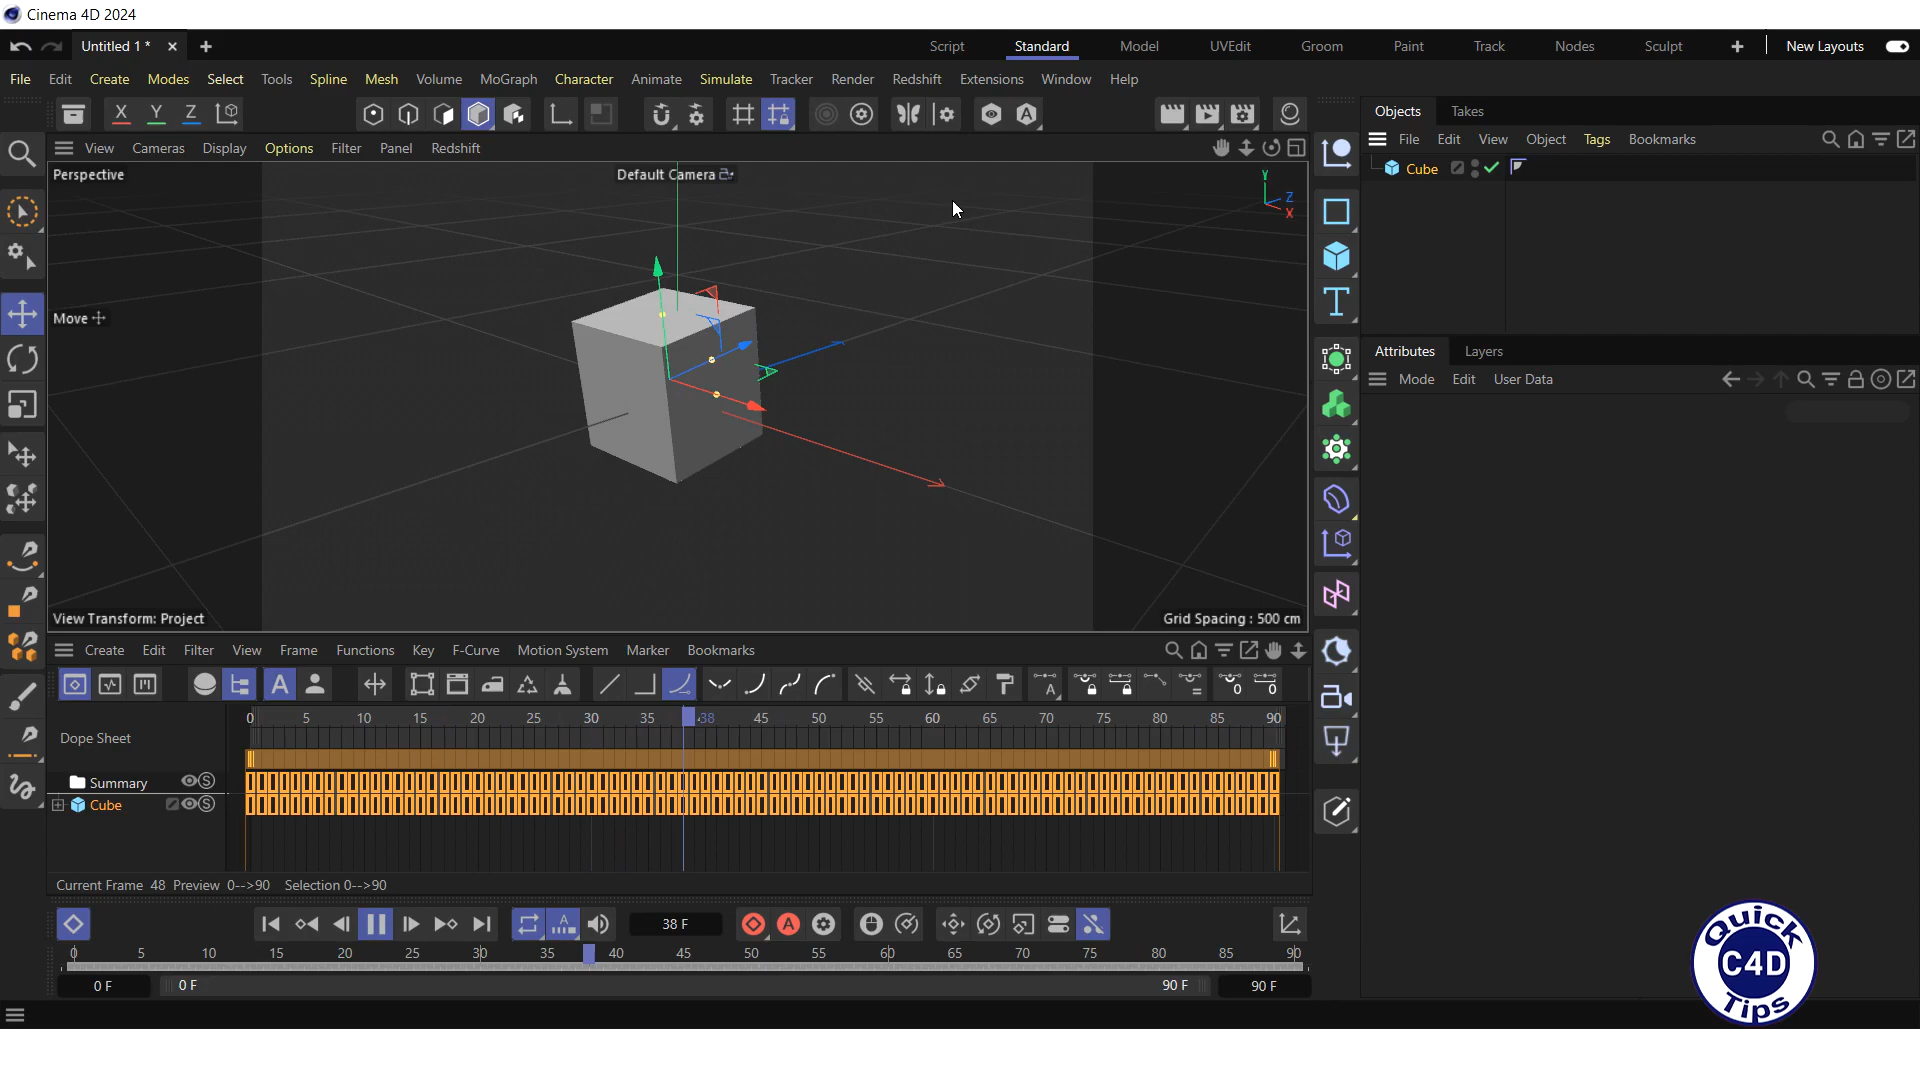 Cinema 4D 2024
Untitled 1 *
Script Standard Model UVEdit Groom Paint Track Nodes Sculpt New Layouts
File Edit Create Modes Select Tools Spline Mesh Volume MoGraph Character Animate Simulate Tracker Render Redshift Extensions Window Help
X Y Z
Objects Takes
View Cameras Display Options Filter Panel Redshift
File Edit View Object Tags Bookmarks
Perspective
Default Camera
Y
Z
X
Cube
Move
Attributes Layers
Mode Edit User Data
View Transform: Project
Grid Spacing : 500 cm
Create Edit Filter View Frame Functions Key F-Curve Motion System Marker Bookmarks
0 5 10 15 20 25 30 35 38 45 50 55 60 65 70 75 80 85 90
Dope Sheet
Summary
Cube
Current Frame 48 Preview 0-->90 Selection 0-->90
38 F
0 5 10 15 20 25 30 35 40 45 50 55 60 65 70 75 80 85 90
0 F 0 F 90 F 90 F
Quick
C4D
Tips